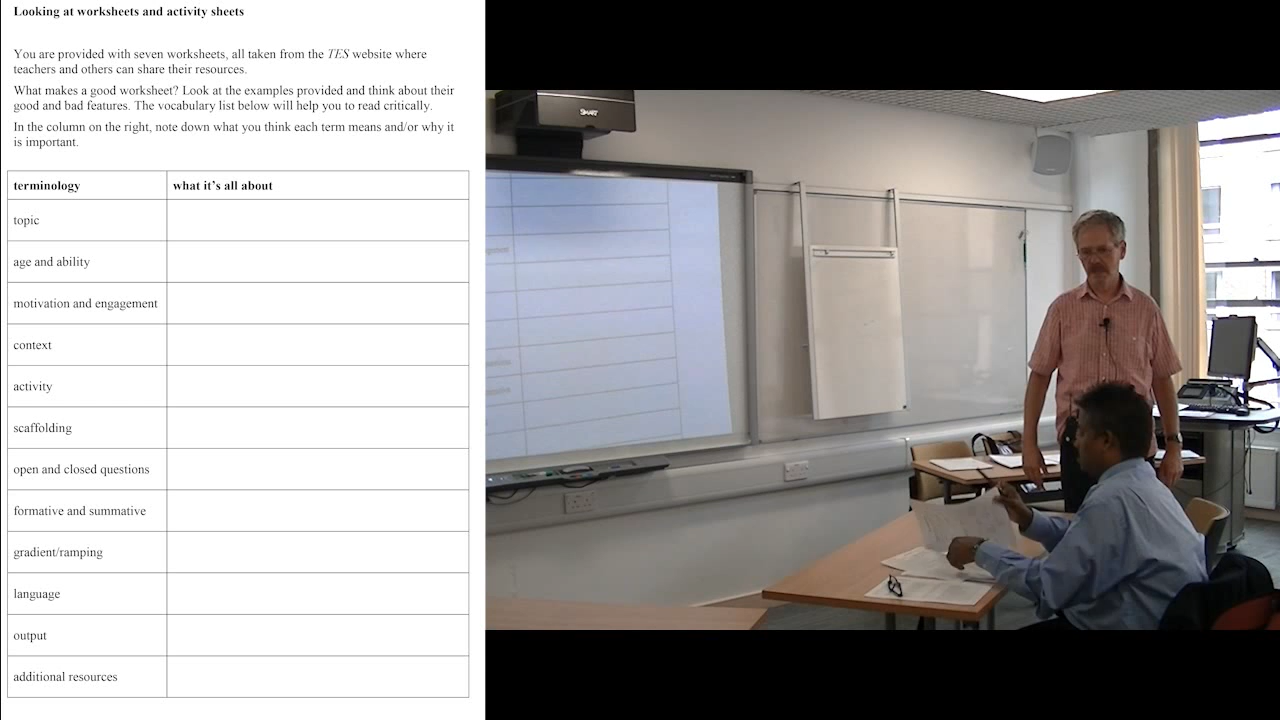 Looking at worksheets and activity sheets
You are provided with seven worksheets, all taken from the TES website where
teachers and others can share their resources.
What makes a good worksheet? Look at the examples provided and think about their
good and bad features. The vocabulary list below will help you to read critically.
In the column on the right, note down what you think each term means and/or why it
is important.
terminology what it's all about
topic
age and ability
motivation and engagement
context
activity
scaffolding
open and closed questions
formative and summative
gradient/ramping
language
output
additional resources
SMART